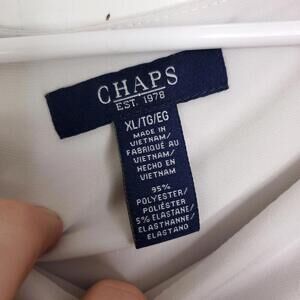 CHAPS
EST. 1978
XL/TG/EG
MADE IN
VIETNAM/
FABRIQUÉ AU
VIETNAM/
HECHO EN
VIETNAM
95%
POLYESTER/
POLIÉSTER
5% ELASTANE/
ELASTHANNE/
ELASTANO